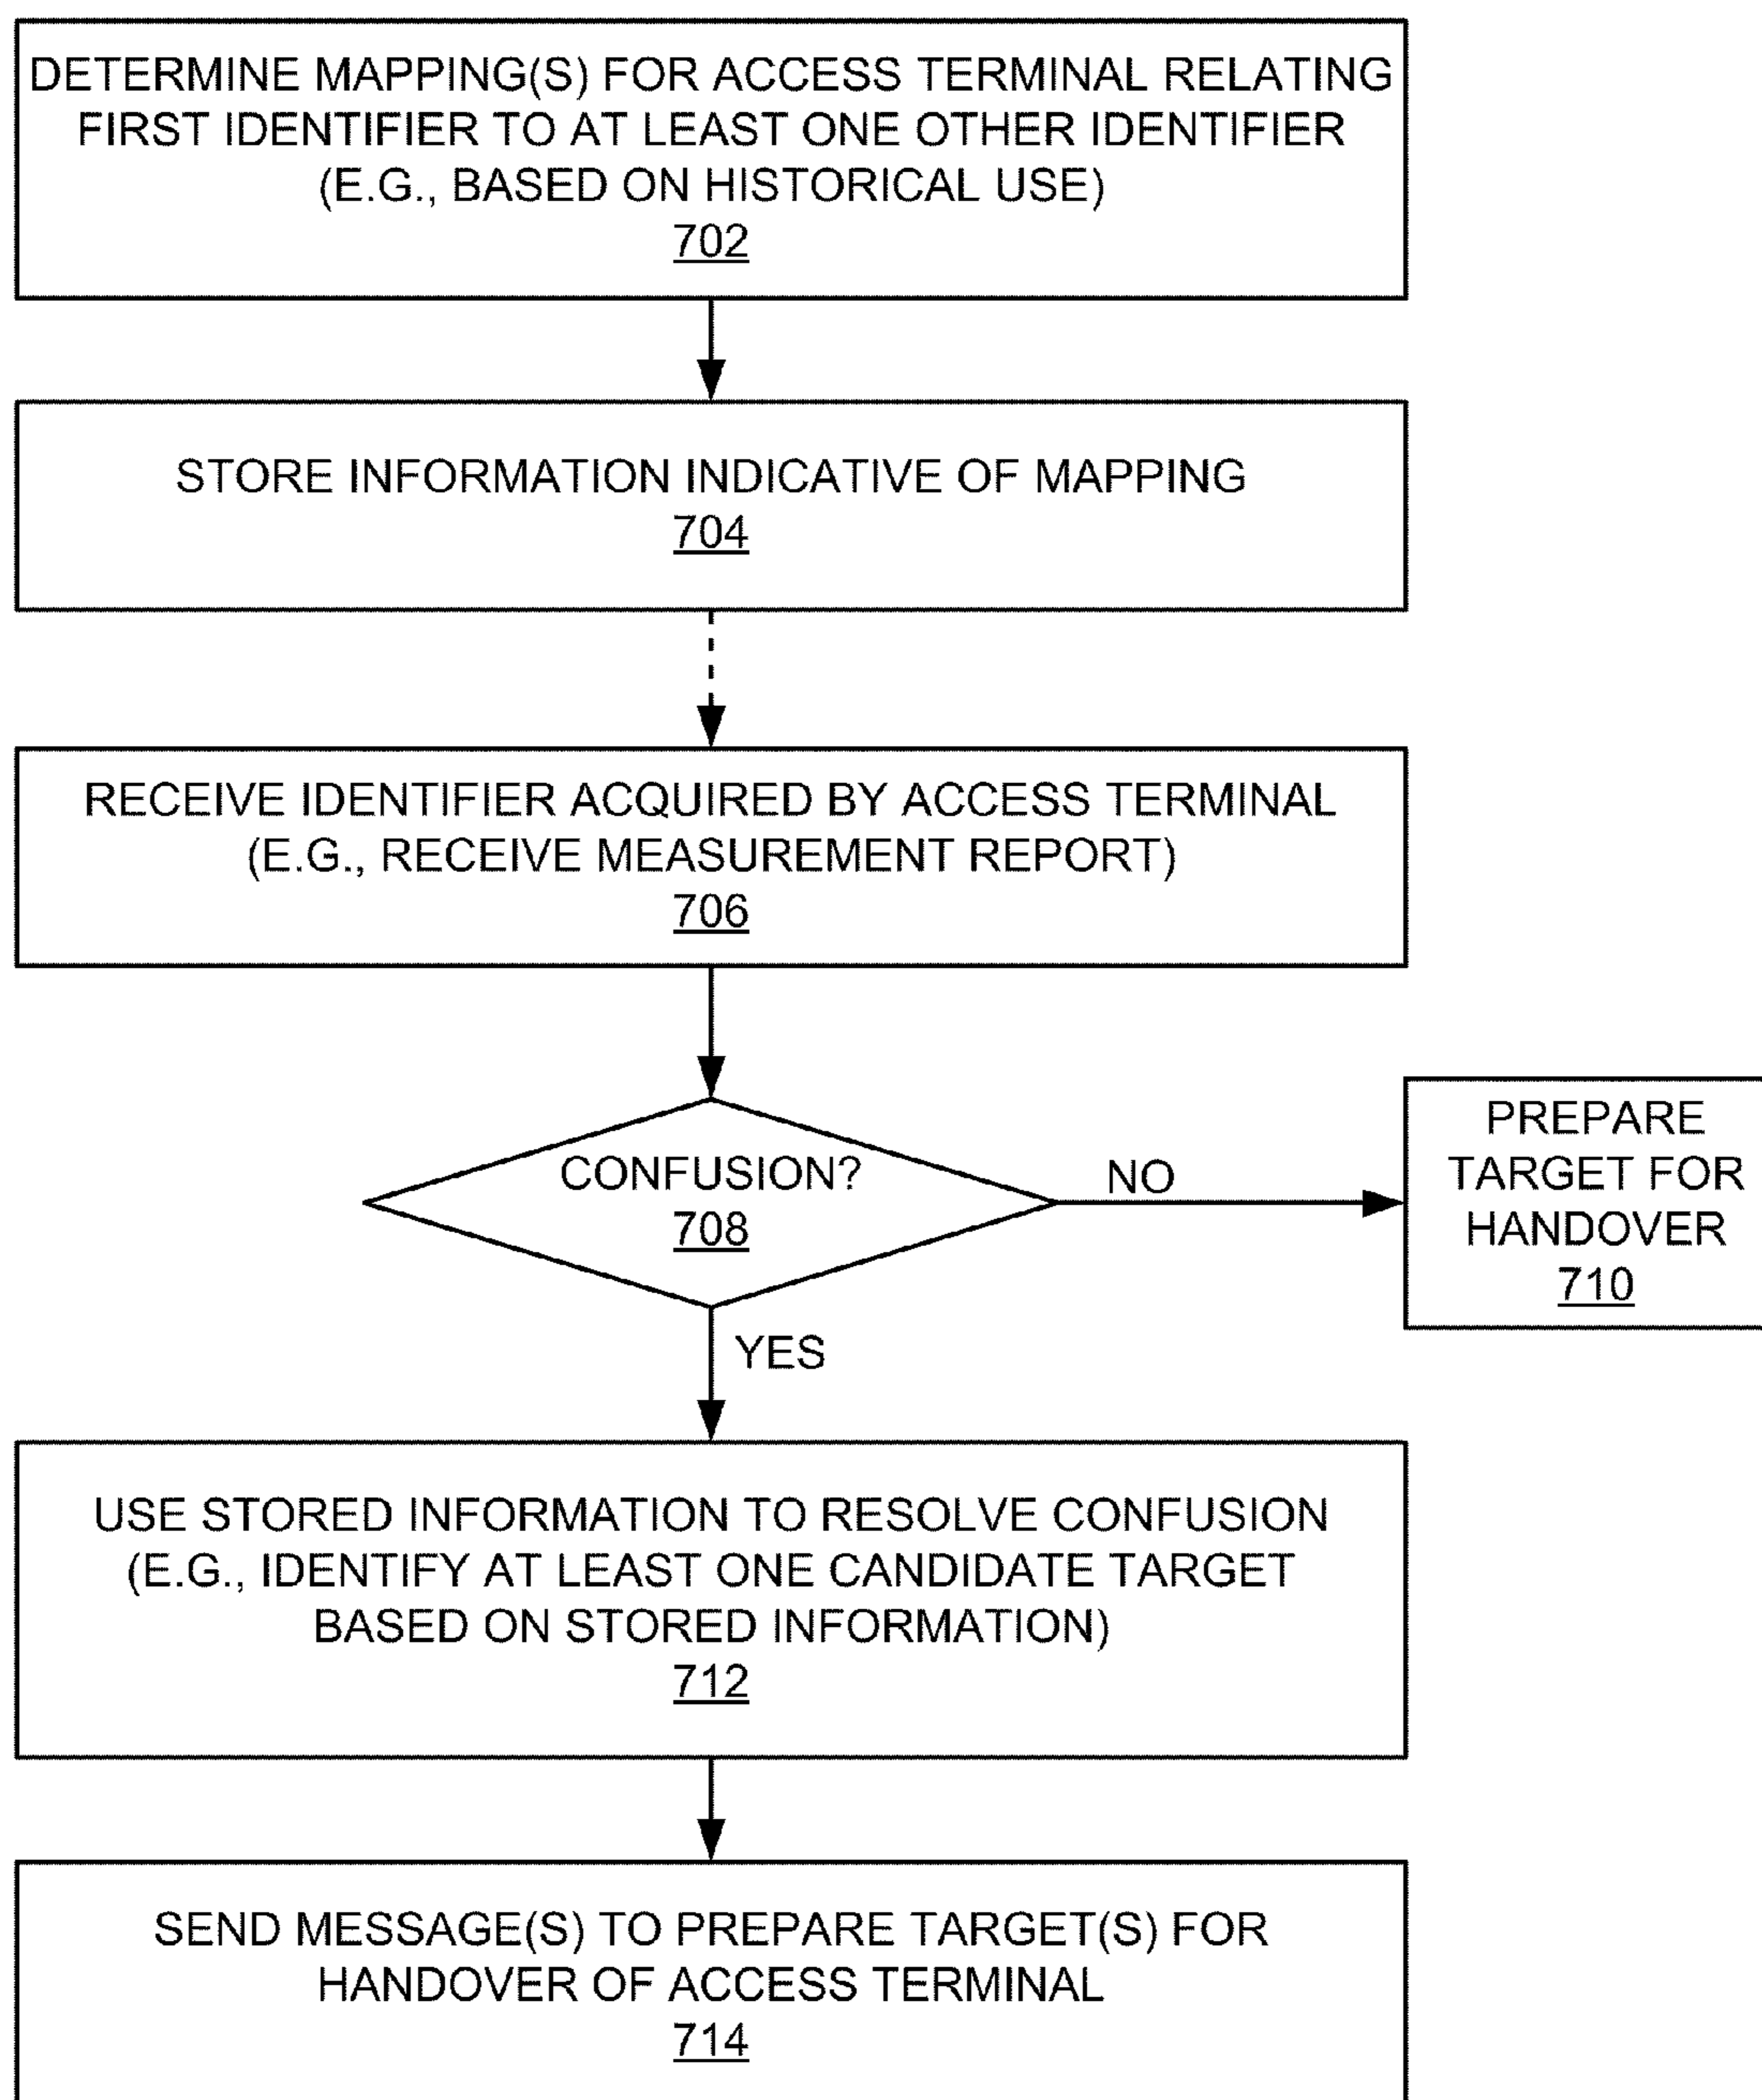 DETERMINE MAPPING(S) FOR ACCESS TERMINAL RELATING
FIRST IDENTIFIER TO AT LEAST ONE OTHER IDENTIFIER
(E.G., BASED ON HISTORICAL USE)
702
STORE INFORMATION INDICATIVE OF MAPPING
704
RECEIVE IDENTIFIER ACQUIRED BY ACCESS TERMINAL
(E.G., RECEIVE MEASUREMENT REPORT)
706
CONFUSION?
708
NO
PREPARE
TARGET FOR
HANDOVER
710
YES
USE STORED INFORMATION TO RESOLVE CONFUSION
(E.G., IDENTIFY AT LEAST ONE CANDIDATE TARGET
BASED ON STORED INFORMATION)
712
SEND MESSAGE(S) TO PREPARE TARGET(S) FOR
HANDOVER OF ACCESS TERMINAL
714